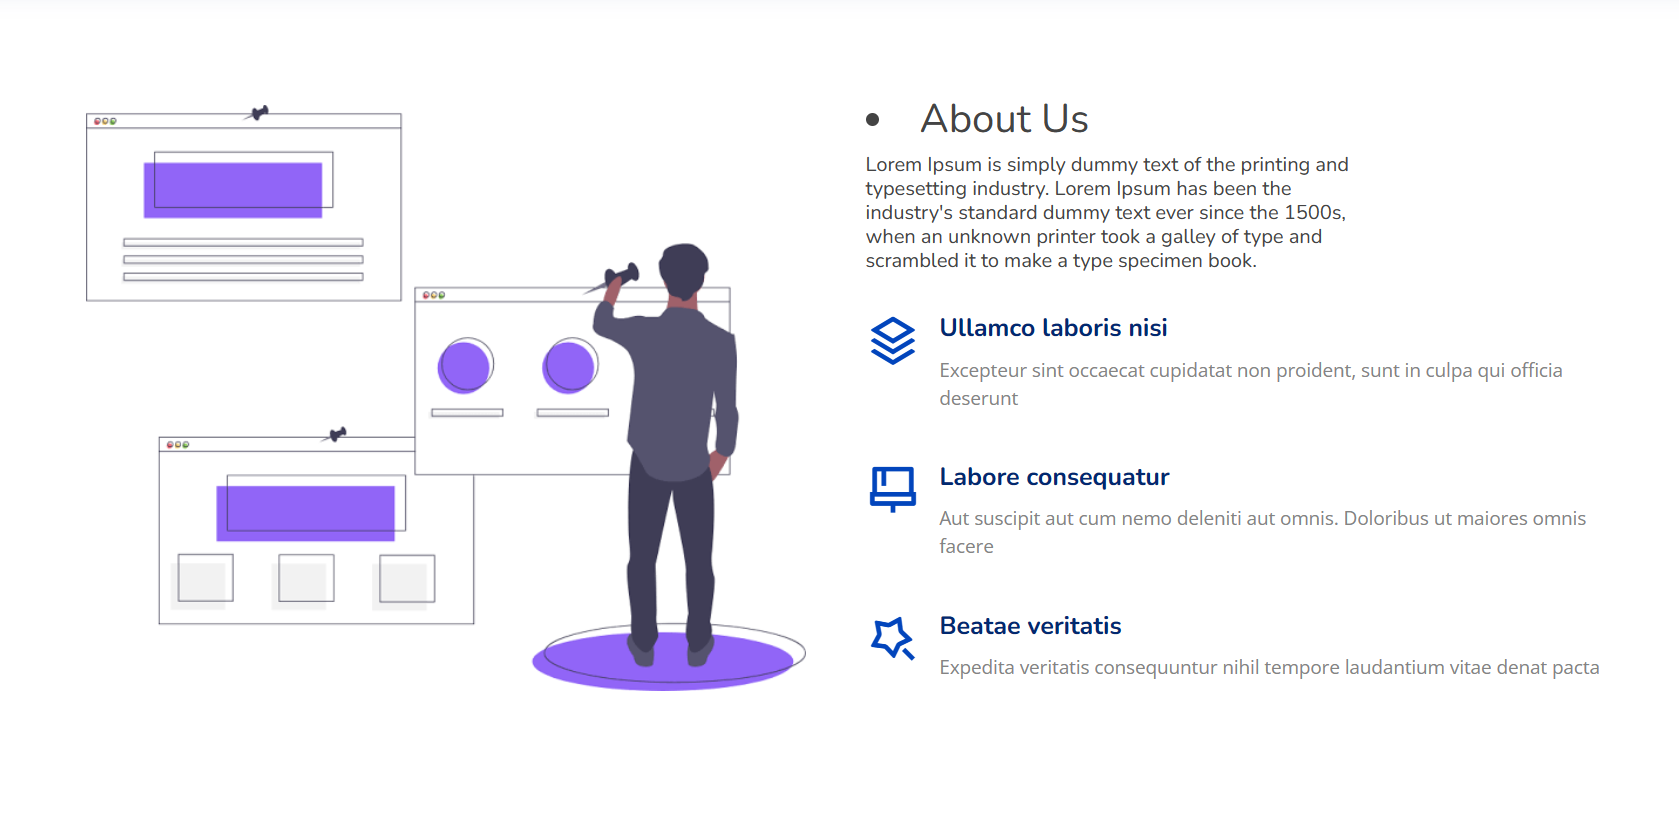 • About Us
Lorem Ipsum is simply dummy text of the printing and
typesetting industry. Lorem Ipsum has been the
industry's standard dummy text ever since the 1500s,
when an unknown printer took a galley of type and
scrambled it to make a type specimen book.
Ullamco laboris nisi
Excepteur sint occaecat cupidatat non proident, sunt in culpa qui officia
deserunt
Labore consequatur
Aut suscipit aut cum nemo deleniti aut omnis. Doloribus ut maiores omnis
facere
Beatae veritatis
Expedita veritatis consequuntur nihil tempore laudantium vitae denat pacta